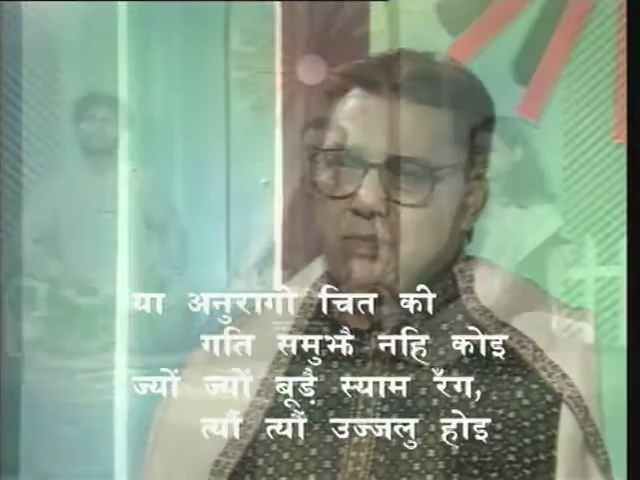 या अनुरागी चित की
गति समुझै नहि कोइ
ज्यों ज्यों बूड़ै स्याम रँग,
त्यौं त्यौं उज्जलु होइ